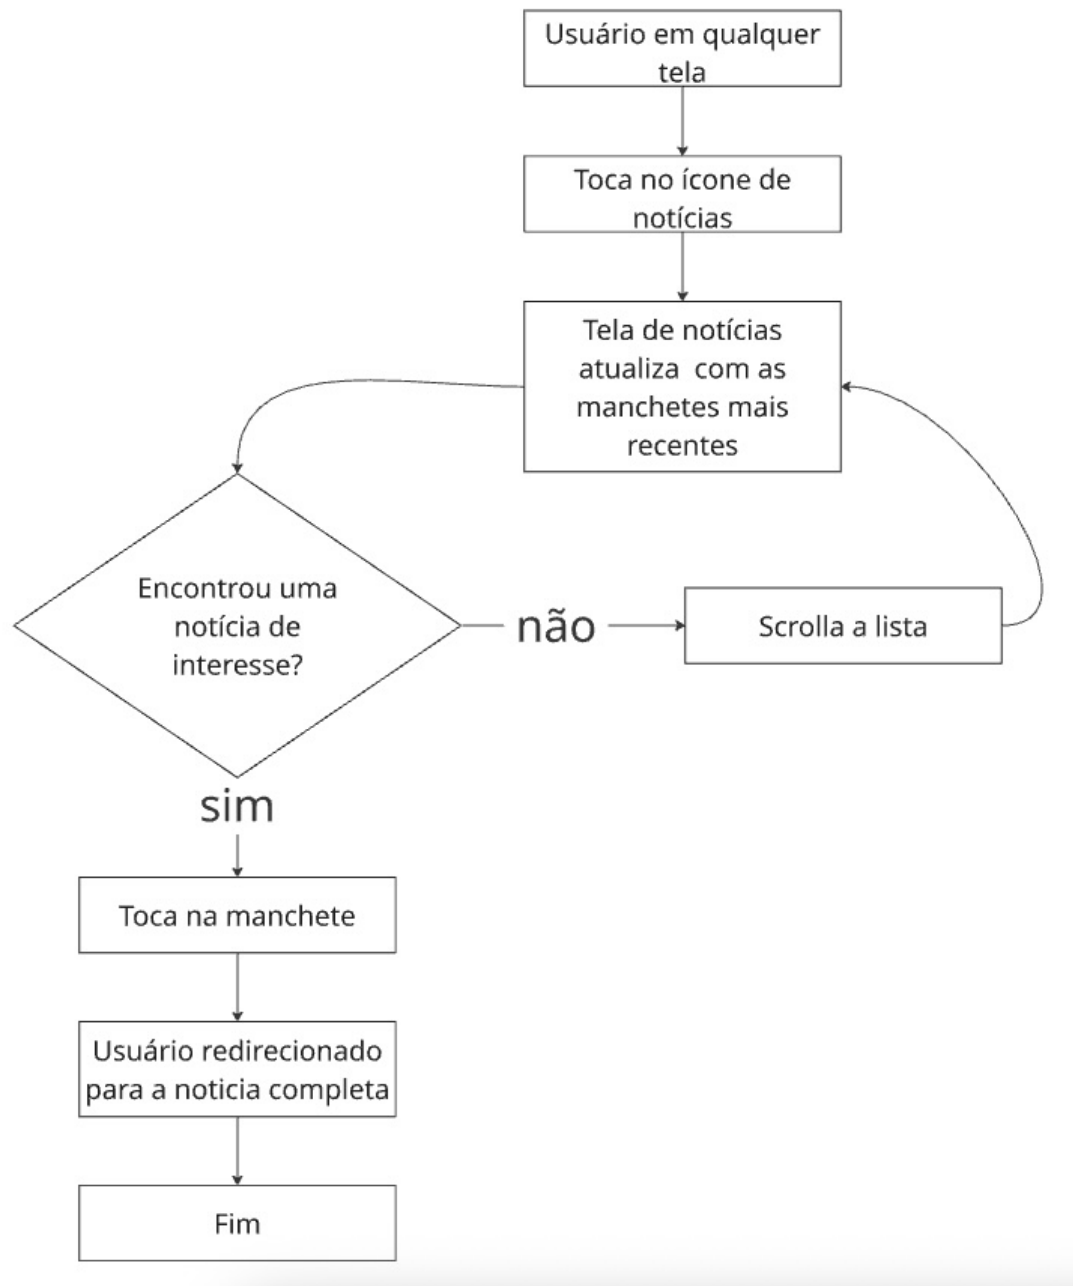 Usuário em qualquer
tela
Toca no ícone de
notícias
Tela de notícias
atualiza  com as
manchetes mais
recentes
Encontrou uma
notícia de
interesse?
não
Scrolla a lista
sim
Toca na manchete
Usuário redirecionado
para a noticia completa
Fim